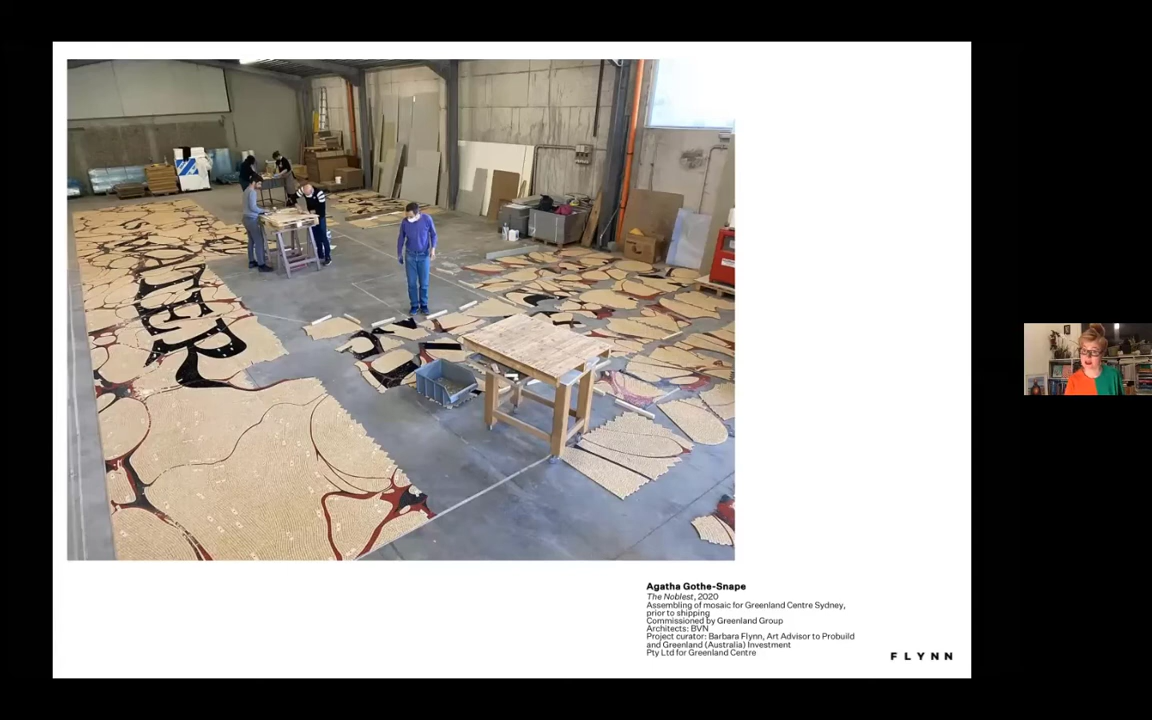 ATER
Agatha Gothe-Snape
The Noblest, 2020
Assembling of mosaic for Greenland Centre Sydney,
prior to shipping
Commissioned by Greenland Group
Architects: BVN
Project curator: Barbara Flynn, Art Advisor to Probuild
and Greenland (Australia) Investment
Pty Ltd for Greenland Centre
FLYNN